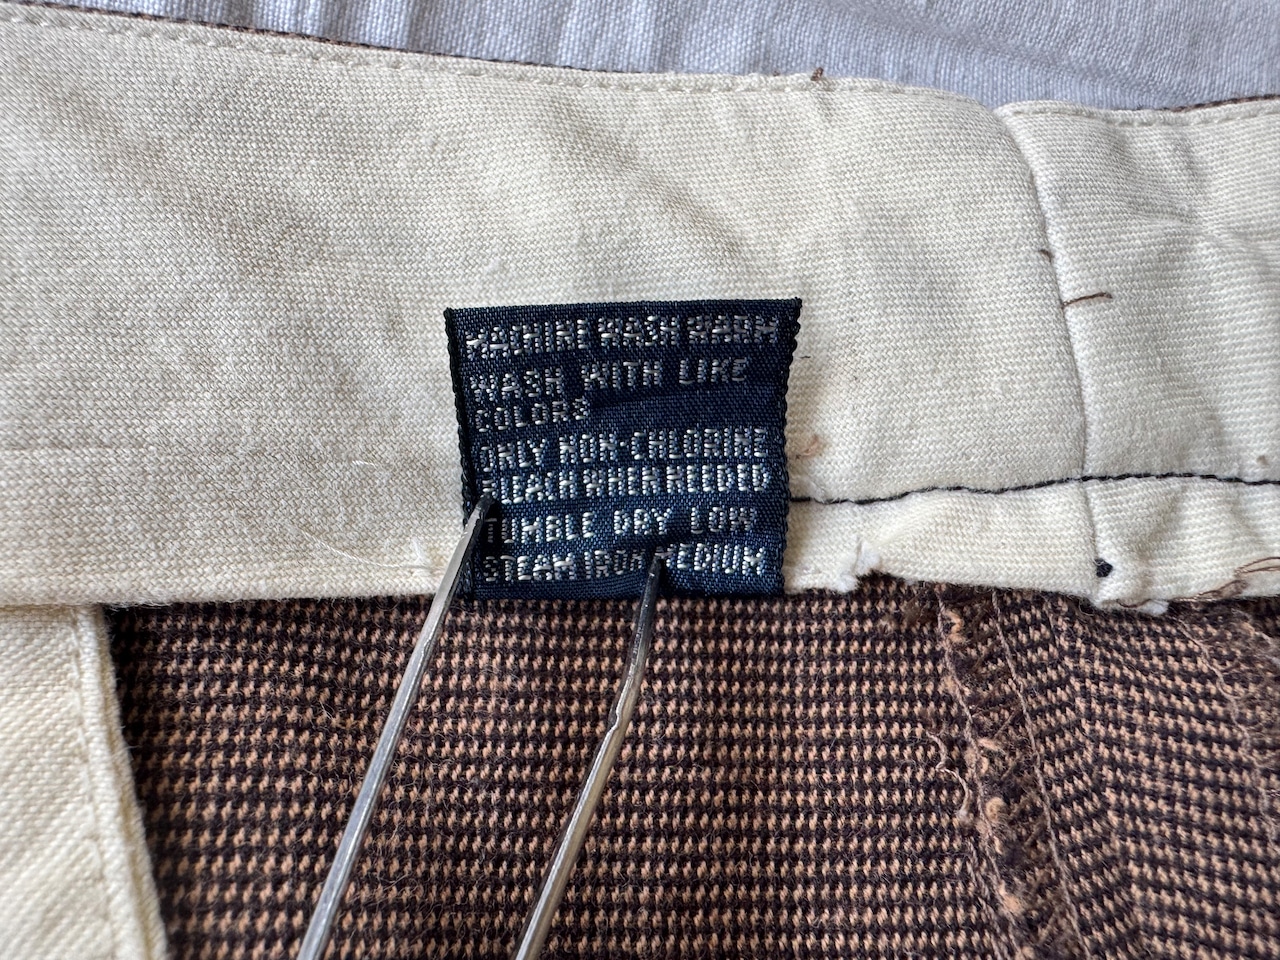 MACHINE WASH WARM
WASH WITH LIKE
COLORS
ONLY NON-CHLORINE
BLEACH WHEN NEEDED
TUMBLE DRY LOW
STEAM IRON MEDIUM